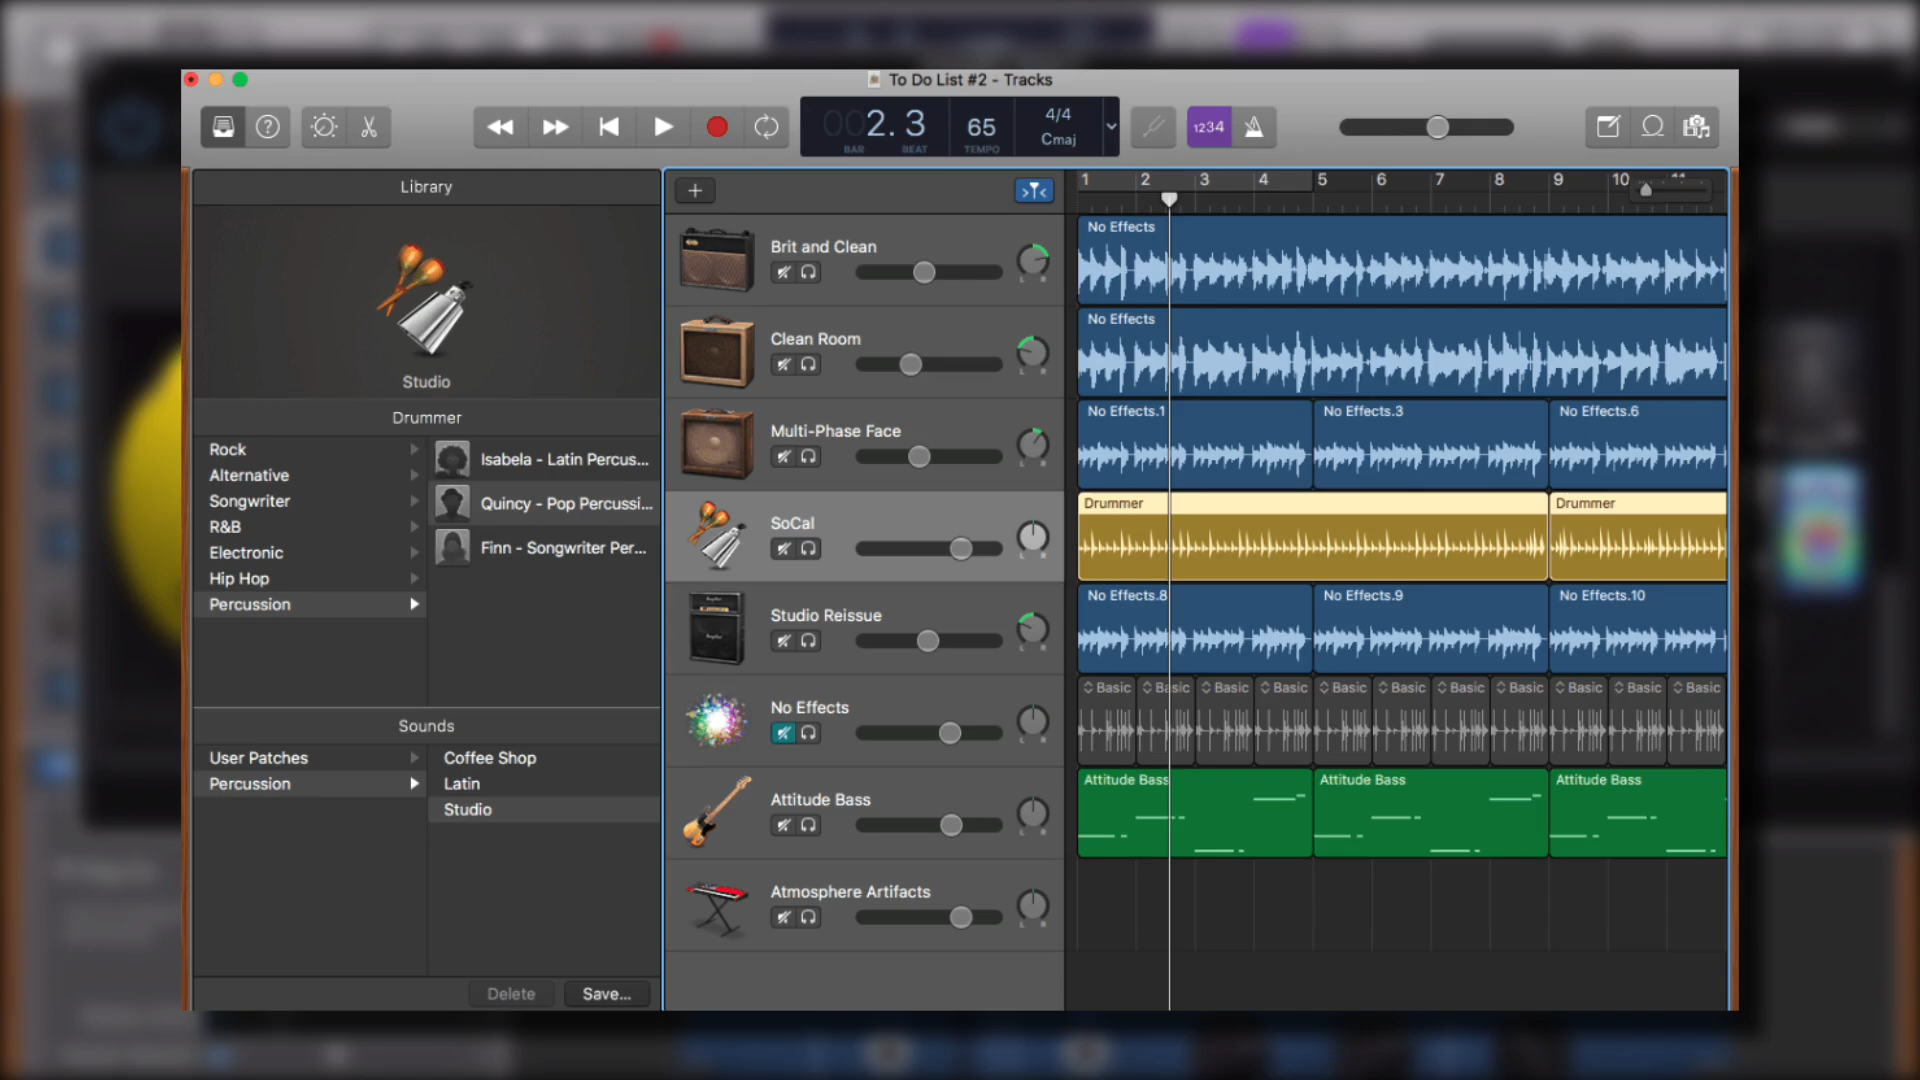 To Do List #2 - Tracks
002. 3
BAR BEAT
65
TEMPO
4/4
Cmaj
1234
Library
Studio
Drummer
Rock
Alternative
Songwriter
R&B
Electronic
Hip Hop
Percussion
Isabela - Latin Percus...
Quincy - Pop Percussi...
Finn - Songwriter Per...
Sounds
User Patches
Percussion
Coffee Shop
Latin
Studio
Delete
Save...
1 2 3 4 5 6 7 8 9 10 11
Brit and Clean
L R
No Effects
Clean Room
L R
No Effects
Multi-Phase Face
L R
No Effects.1 No Effects.3 No Effects.6
SoCal
L R
Drummer Drummer
Studio Reissue
L R
No Effects.8 No Effects.9 No Effects.10
No Effects
L R
Basic Basic Basic Basic Basic Basic Basic Basic Basic Basic Basic
Attitude Bass
L R
Attitude Bass Attitude Bass Attitude Bass
Atmosphere Artifacts
L R